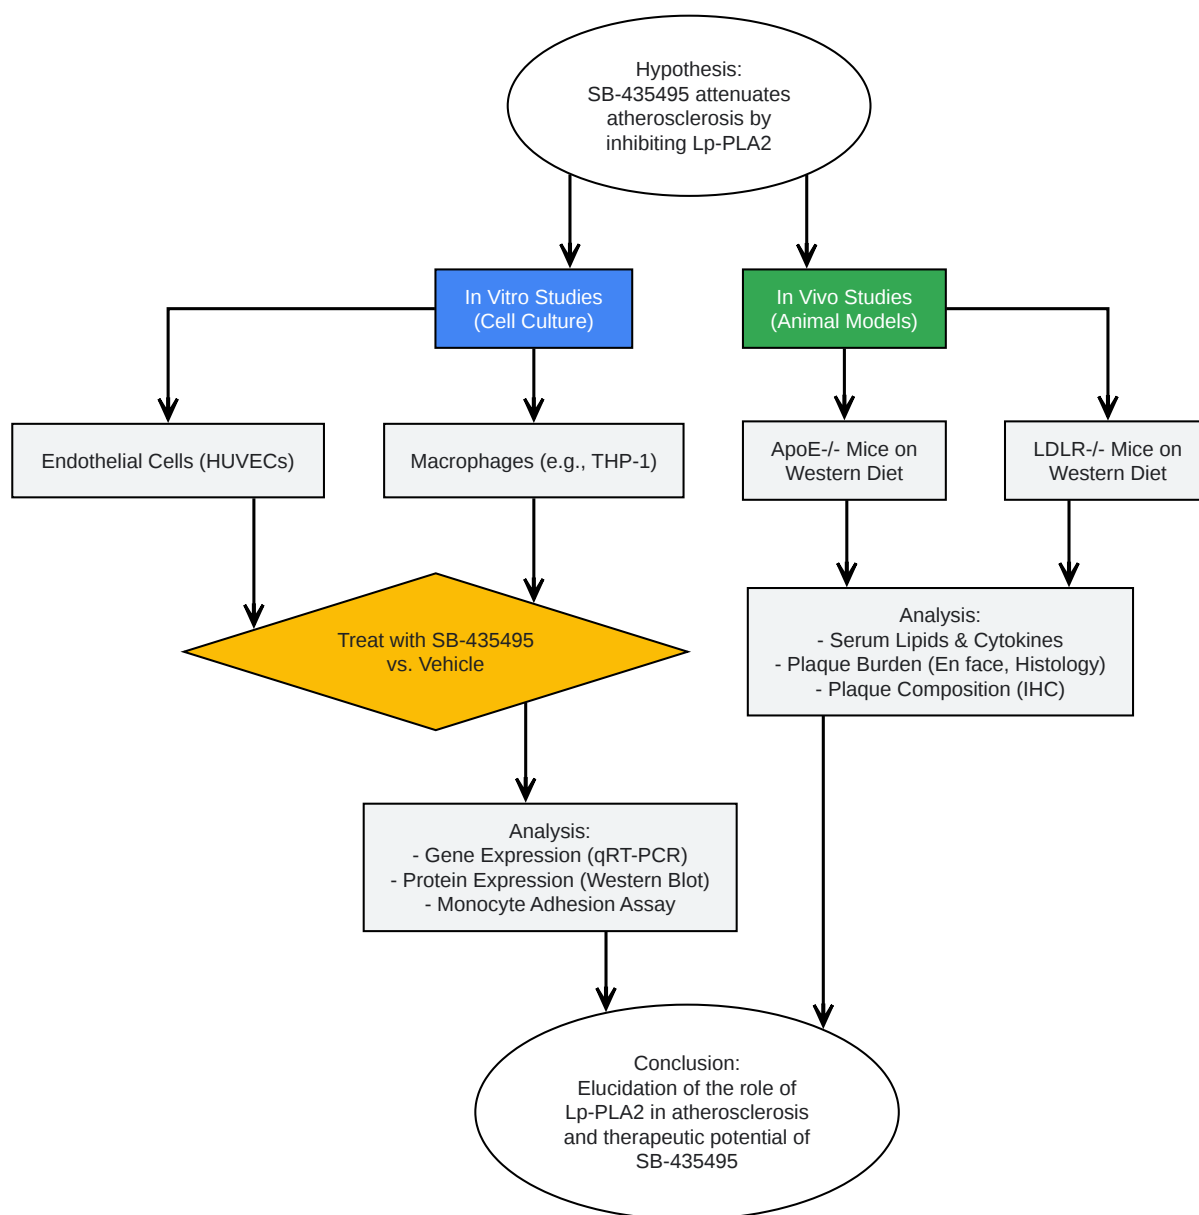 Hypothesis:
SB-435495 attenuates
atherosclerosis by
inhibiting Lp-PLA2
In Vitro Studies
(Cell Culture)
In Vivo Studies
(Animal Models)
Endothelial Cells (HUVECs)
Macrophages (e.g., THP-1)
ApoE-/- Mice on
Western Diet
LDLR-/- Mice on
Western Diet
Treat with SB-435495
vs. Vehicle
Analysis:
- Serum Lipids & Cytokines
- Plaque Burden (En face, Histology)
- Plaque Composition (IHC)
Analysis:
- Gene Expression (qRT-PCR)
- Protein Expression (Western Blot)
- Monocyte Adhesion Assay
Conclusion:
Elucidation of the role of
Lp-PLA2 in atherosclerosis
and therapeutic potential of
SB-435495